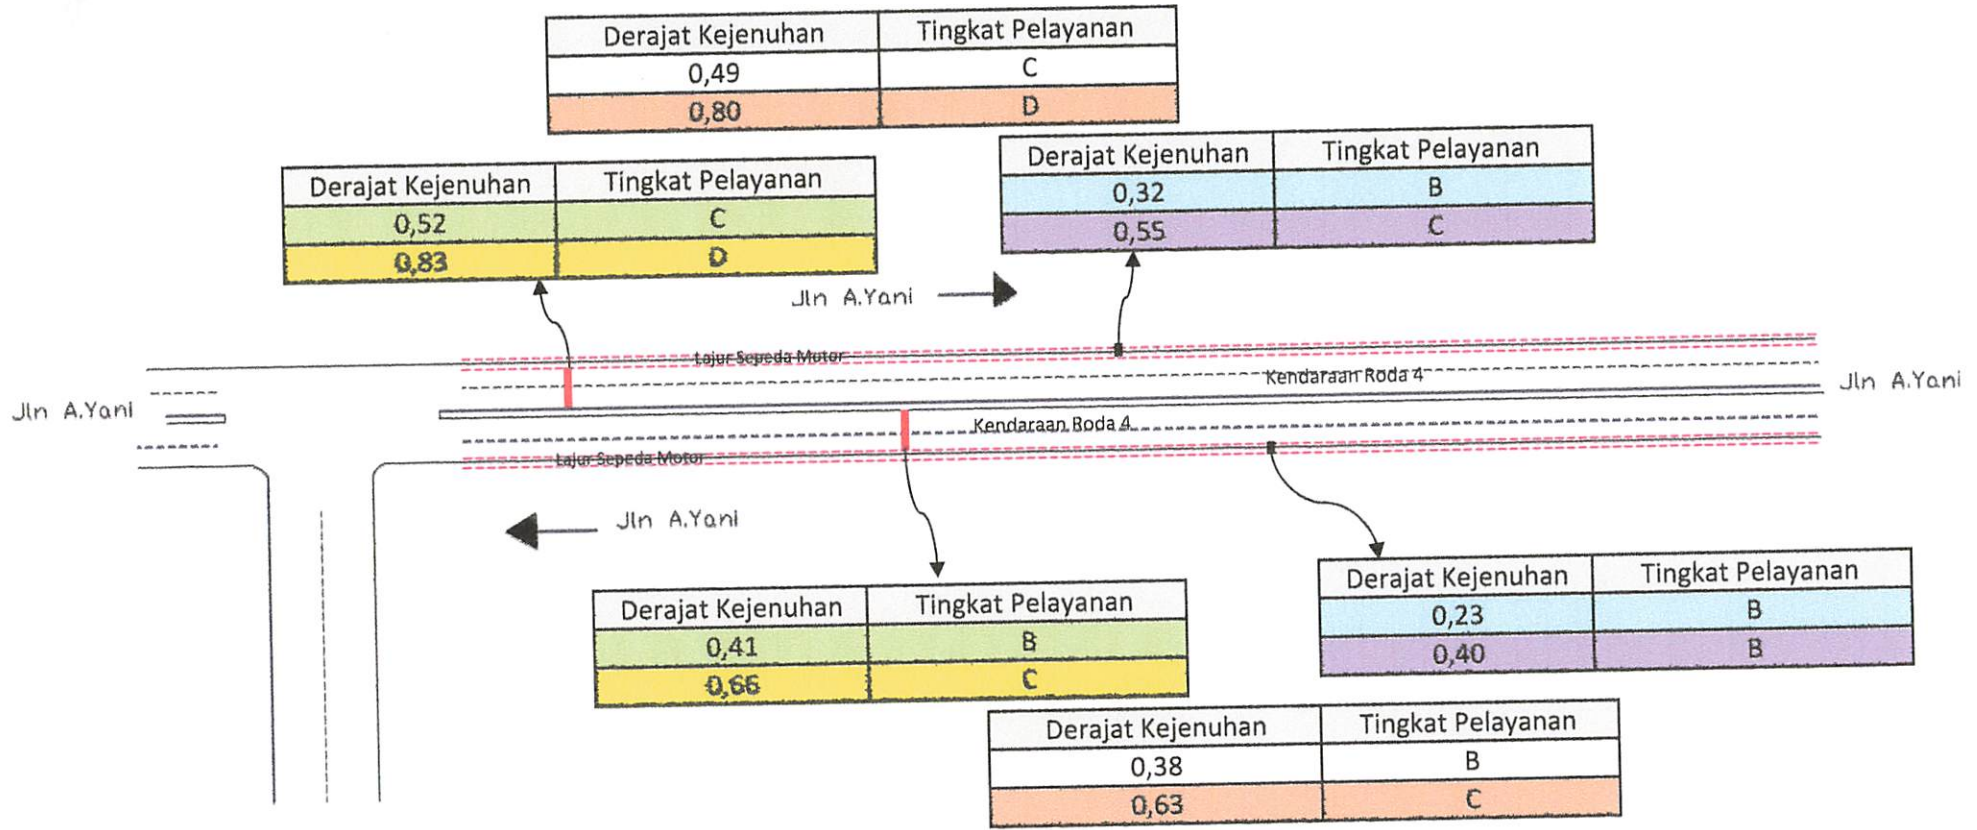 Derajat Kejenuhan Tingkat Pelayanan
0,49 C
0,80 D
Derajat Kejenuhan Tingkat Pelayanan
0,52 C
0,83 D
Derajat Kejenuhan Tingkat Pelayanan
0,32 B
0,55 C
Jln A.Yani
Lajur Sepeda Motor
Kendaraan Roda 4
Jln A.Yani
Jln A.Yani
Kendaraan Roda 4
Lajur Sepeda Motor
Jln A.Yani
Derajat Kejenuhan Tingkat Pelayanan
0,41 B
0,66 C
Derajat Kejenuhan Tingkat Pelayanan
0,23 B
0,40 B
Derajat Kejenuhan Tingkat Pelayanan
0,38 B
0,63 C